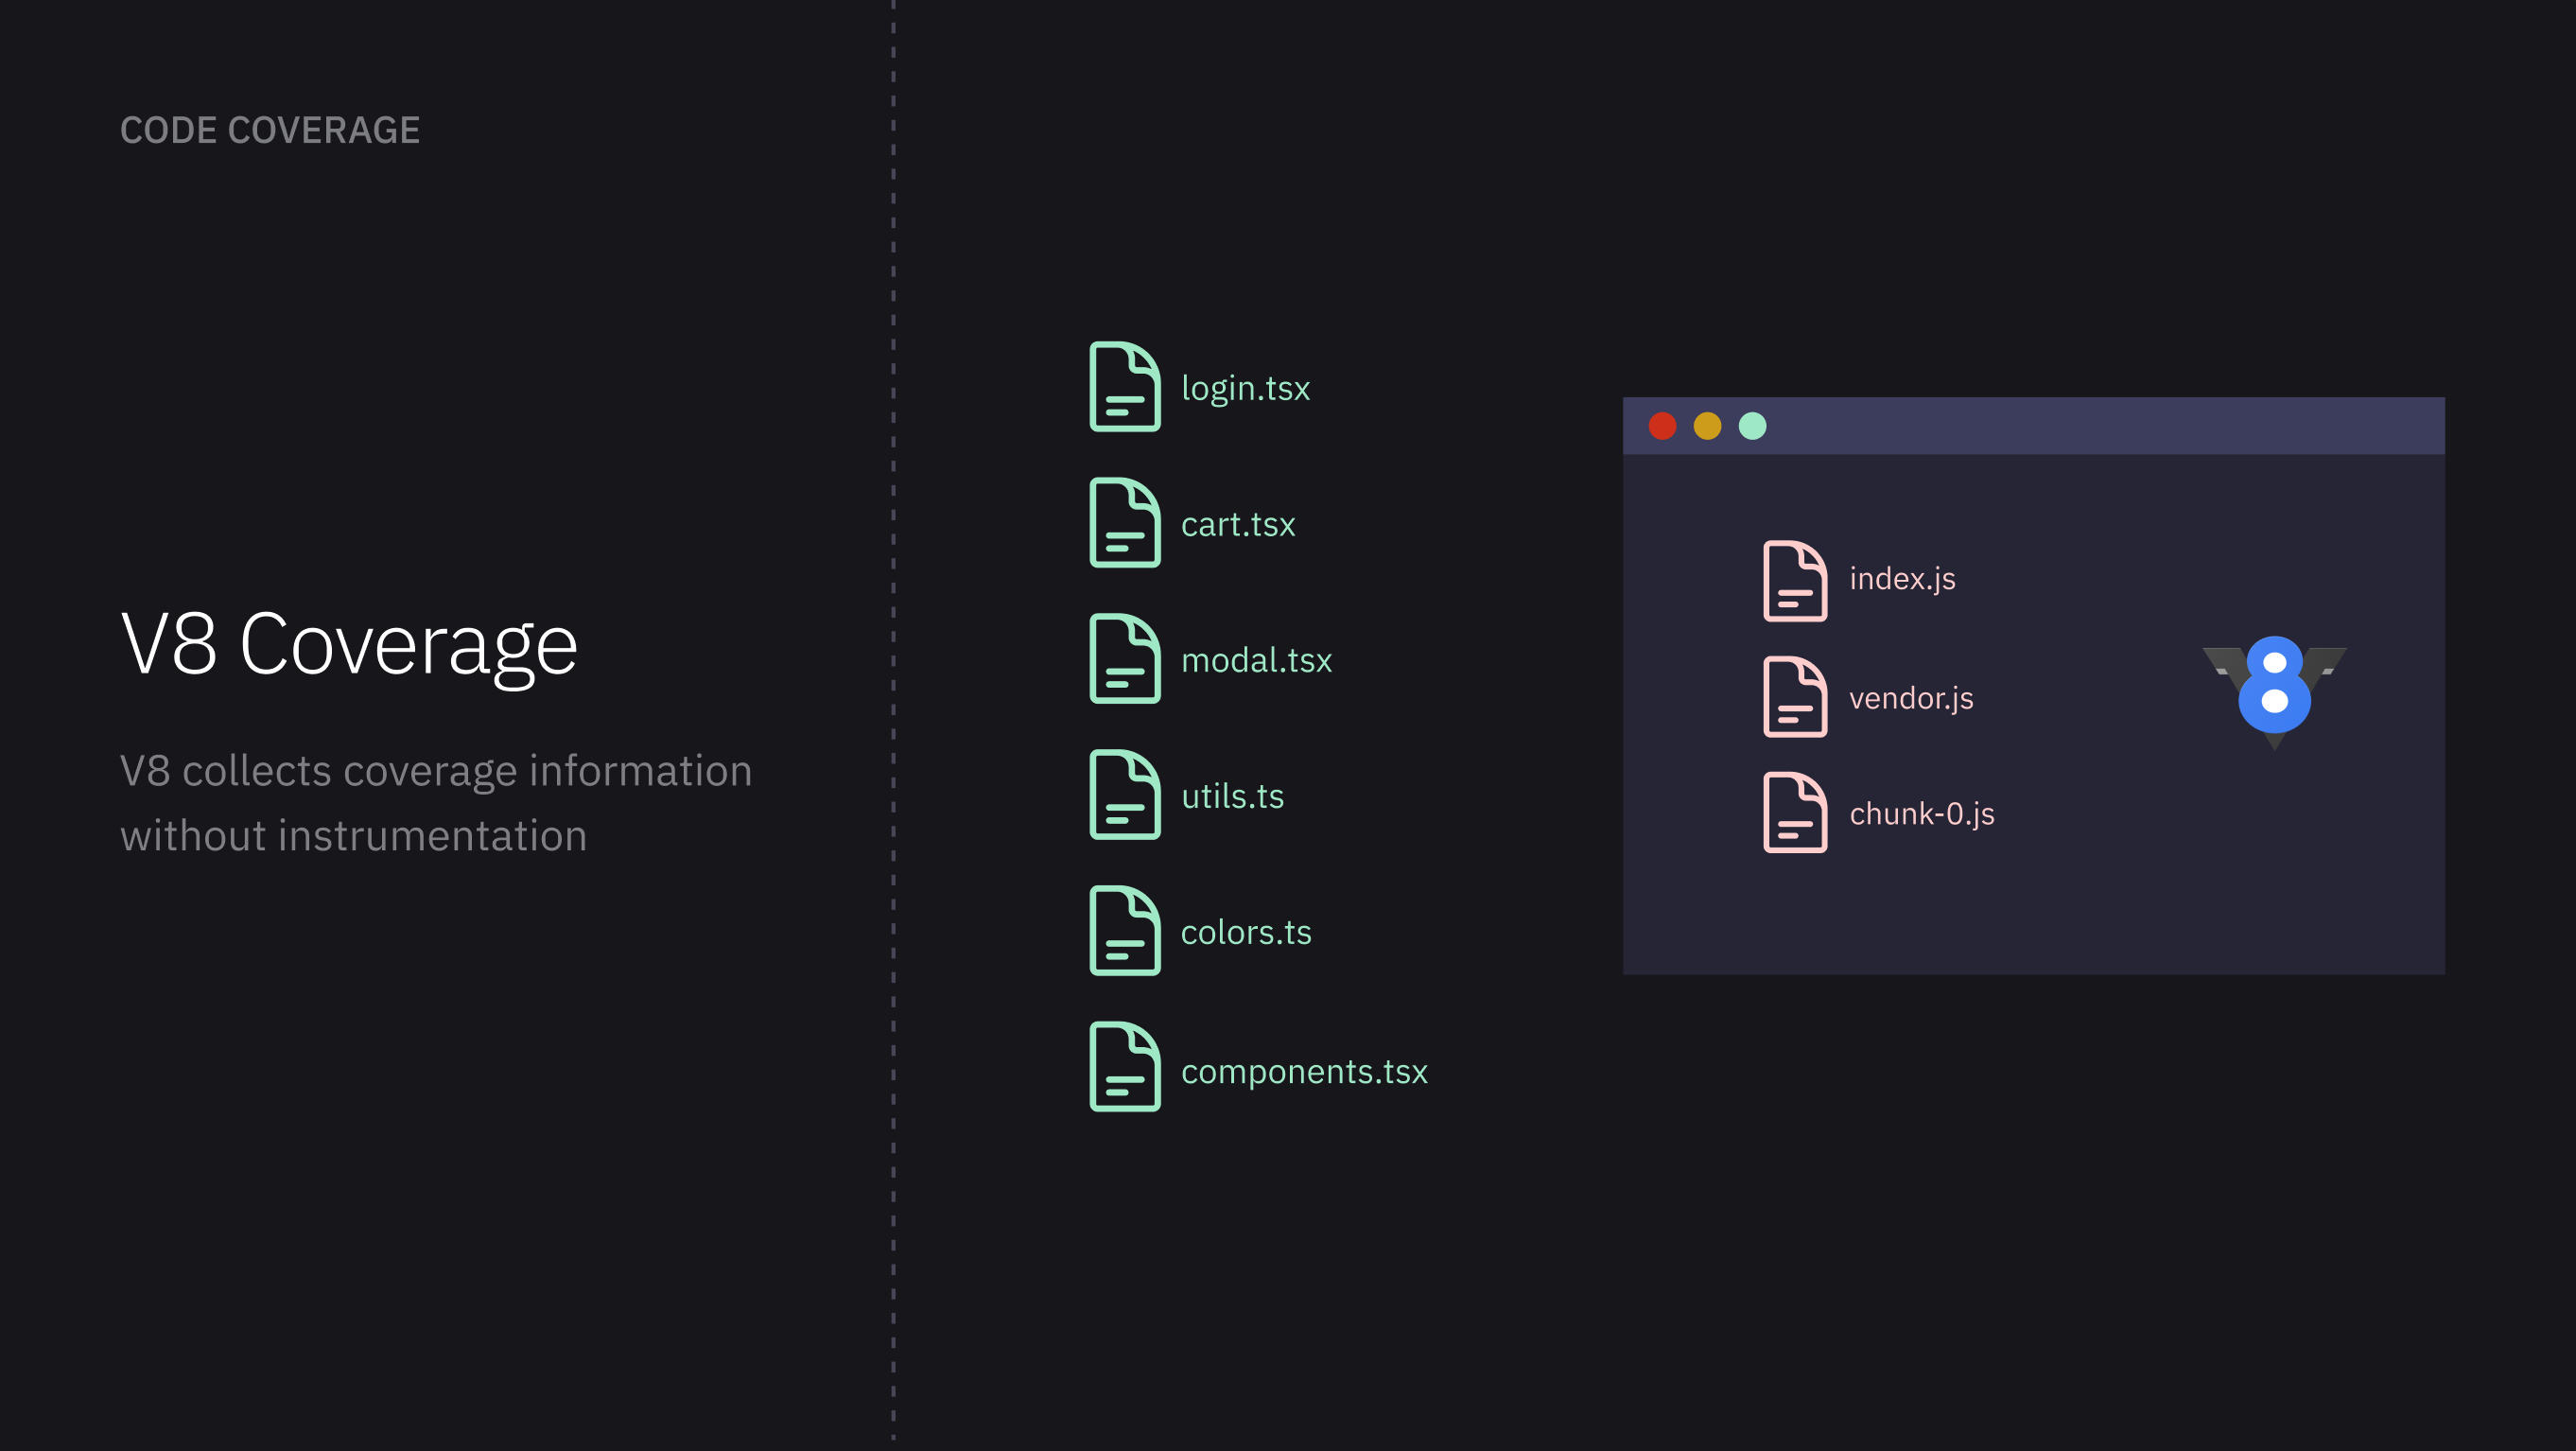 CODE COVERAGE
V8 Coverage
V8 collects coverage information
without instrumentation
login.tsx
cart.tsx
modal.tsx
utils.ts
colors.ts
components.tsx
index.js
vendor.js
chunk-0.js
8